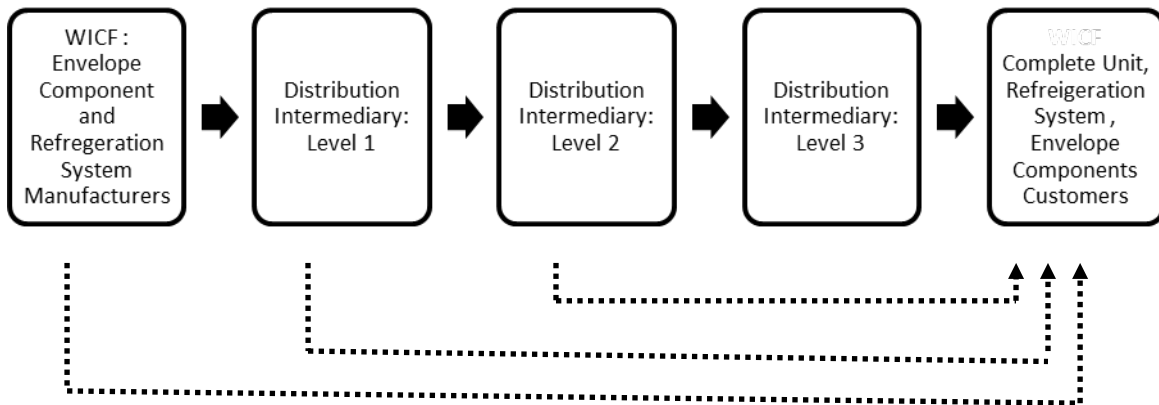 WICF :
Envelope
Component
and
Refregeration
System
Manufacturers
Distribution
Intermediary:
Level 1
Distribution
Intermediary:
Level 2
Distribution
Intermediary:
Level 3
WICF
Complete Unit,
Refreigeration
System ,
Envelope
Components
Customers